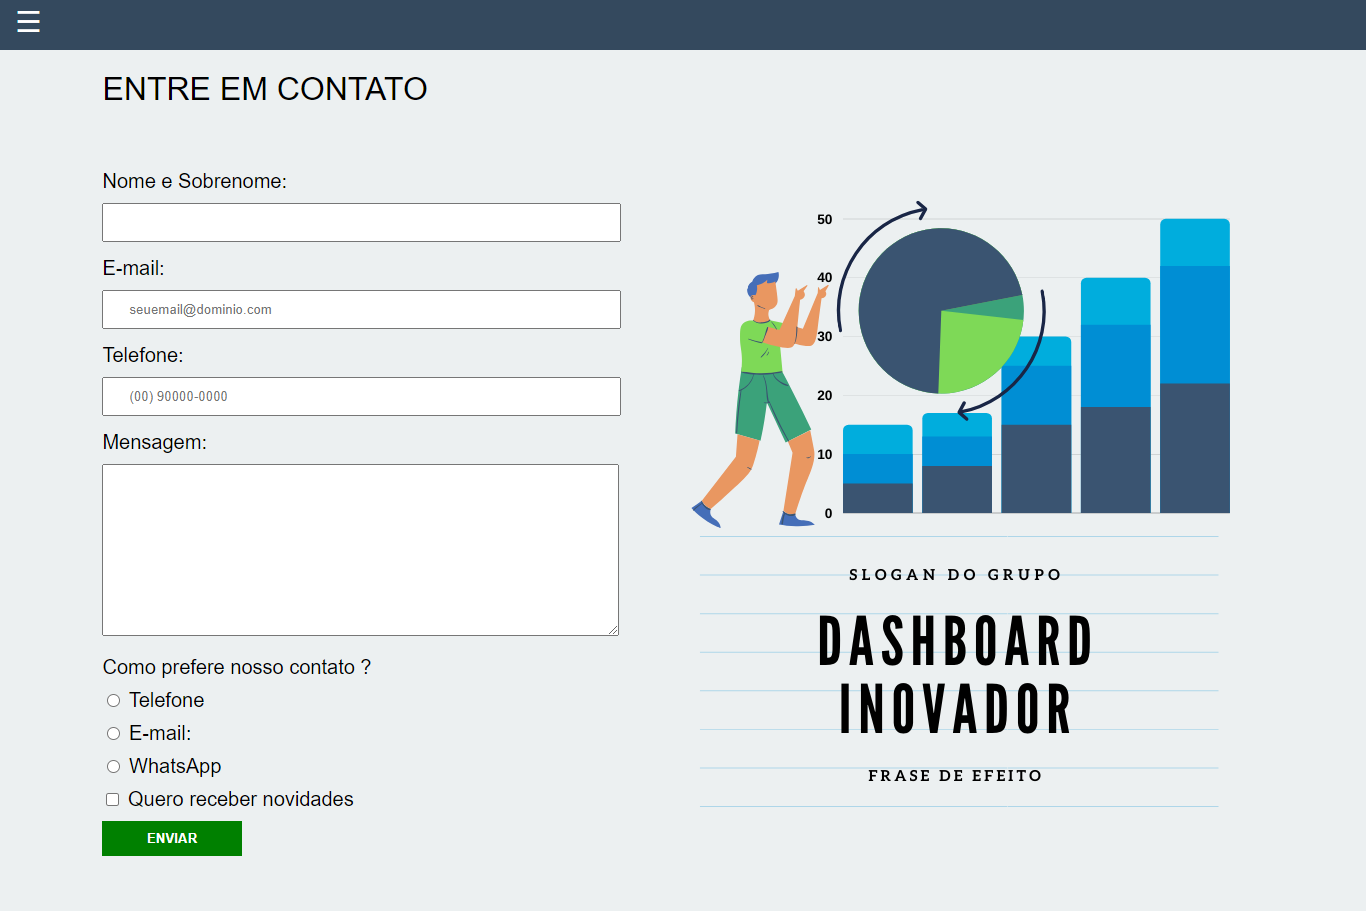 ☰
ENTRE EM CONTATO
Nome e Sobrenome:
E-mail:
seuemail@dominio.com
Telefone:
(00) 90000-0000
Mensagem:
Como prefere nosso contato ?
Telefone
E-mail:
WhatsApp
Quero receber novidades
ENVIAR
50
40
30
20
10
0
SLOGAN DO GRUPO
DASHBOARD
INOVADOR
FRASE DE EFEITO